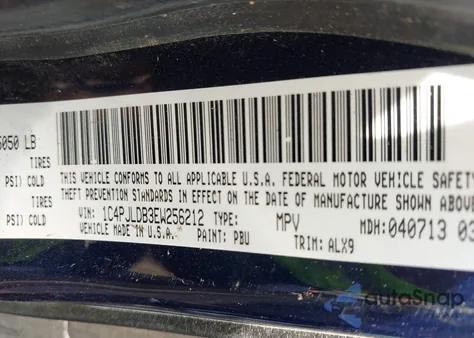 6050 LB
TIRES
PSI) COLD
TIRES
PSI) COLD
THIS VEHICLE CONFORMS TO ALL APPLICABLE U.S.A. FEDERAL MOTOR VEHICLE SAFETY
THEFT PREVENTION STANDARDS IN EFFECT ON THE DATE OF MANUFACTURE SHOWN ABOVE
VIN: 1C4PJLDB3EW256212 TYPE: MPV MDH:040713 03
VEHICLE MADE IN U.S.A. PAINT: PBU TRIM: ALX9
autoSnap